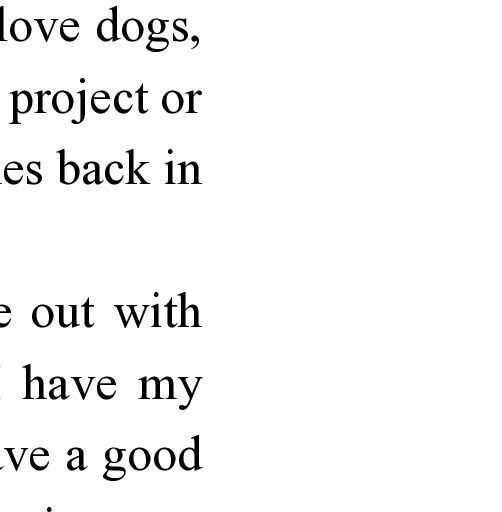 love dogs,
project or
es back in
out with
have my
ve a good